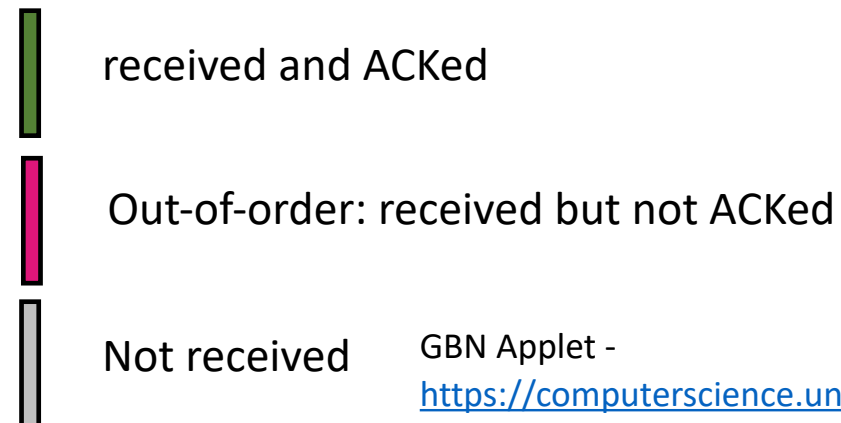 received and ACKed
Out-of-order: received but not ACKed
Not received
GBN Applet -
https://computerscience.un